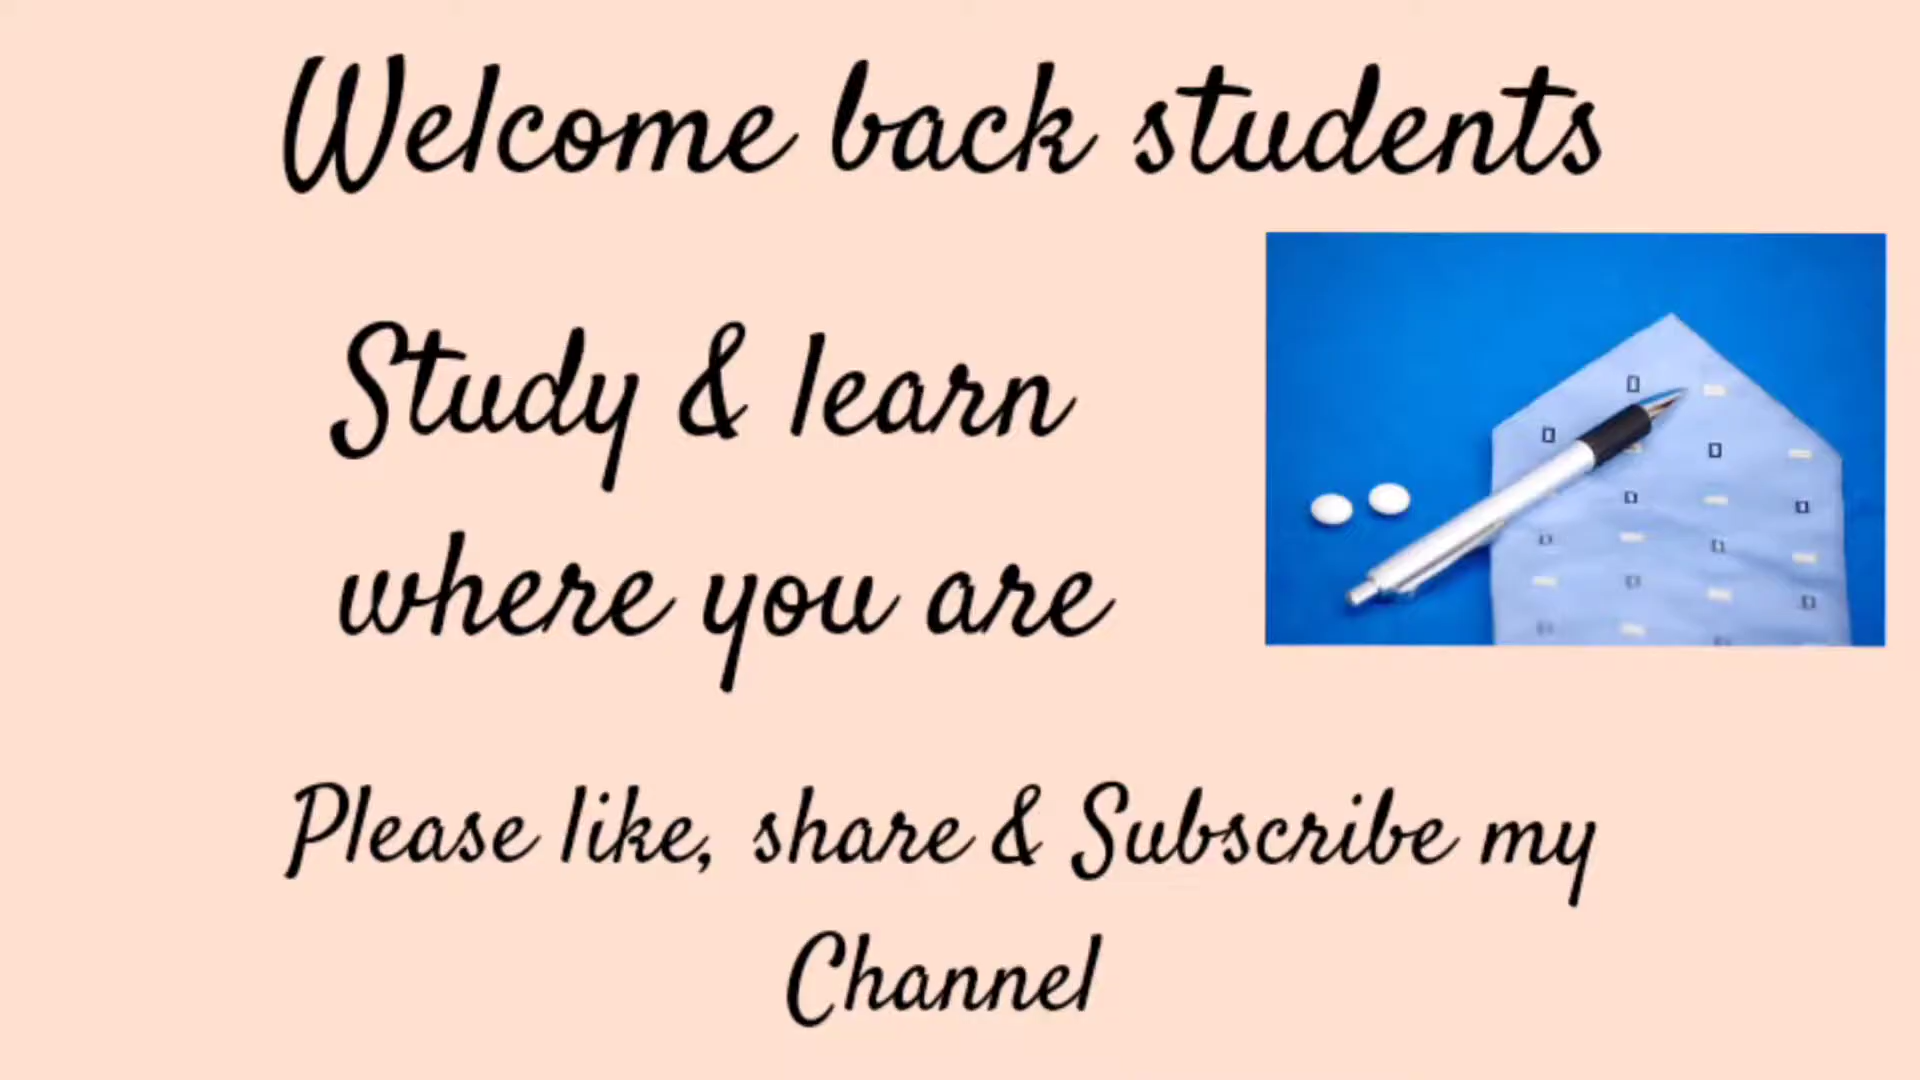 Welcome back students
Study & learn
where you are
Please like, share & Subscribe my
Channel